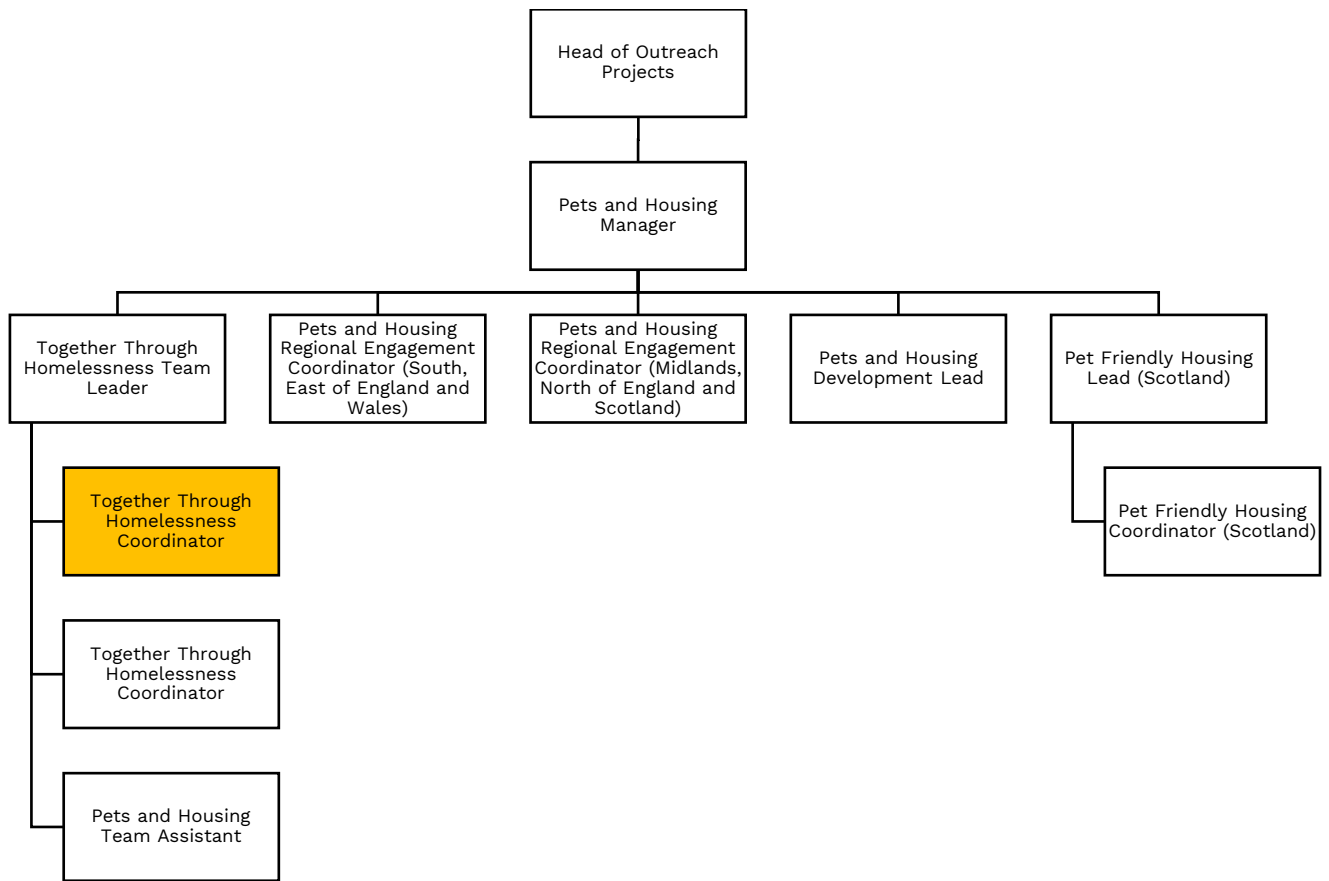 Head of Outreach
Projects
Pets and Housing
Manager
Together Through
Homelessness Team
Leader
Pets and Housing
Regional Engagement
Coordinator (South,
East of England and
Wales)
Pets and Housing
Regional Engagement
Coordinator (Midlands,
North of England and
Scotland)
Pets and Housing
Development Lead
Pet Friendly Housing
Lead (Scotland)
Together Through
Homelessness
Coordinator
Pet Friendly Housing
Coordinator (Scotland)
Together Through
Homelessness
Coordinator
Pets and Housing
Team Assistant